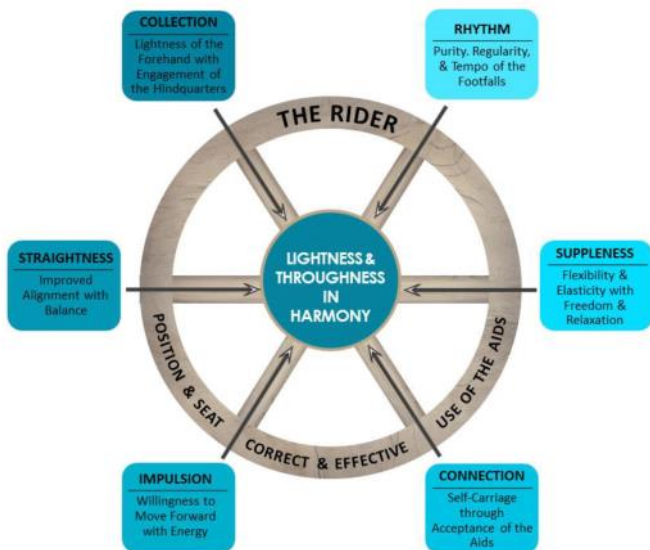 COLLECTION
Lightness of the
Forehand with
Engagement of
the Hindquarters
RHYTHM
Purity. Regularity,
& Tempo of the
Footfalls
THE RIDER
STRAIGHTNESS
Improved
Alignment with
Balance
LIGHTNESS &
THROUGHNESS
IN
HARMONY
SUPPLENESS
Flexibility &
Elasticity with
Freedom &
Relaxation
POSITION & SEAT
CORRECT & EFFECTIVE
USE OF THE AIDS
IMPULSION
Willingness to
Move Forward
with Energy
CONNECTION
Self-Carriage
through
Acceptance of the
Aids